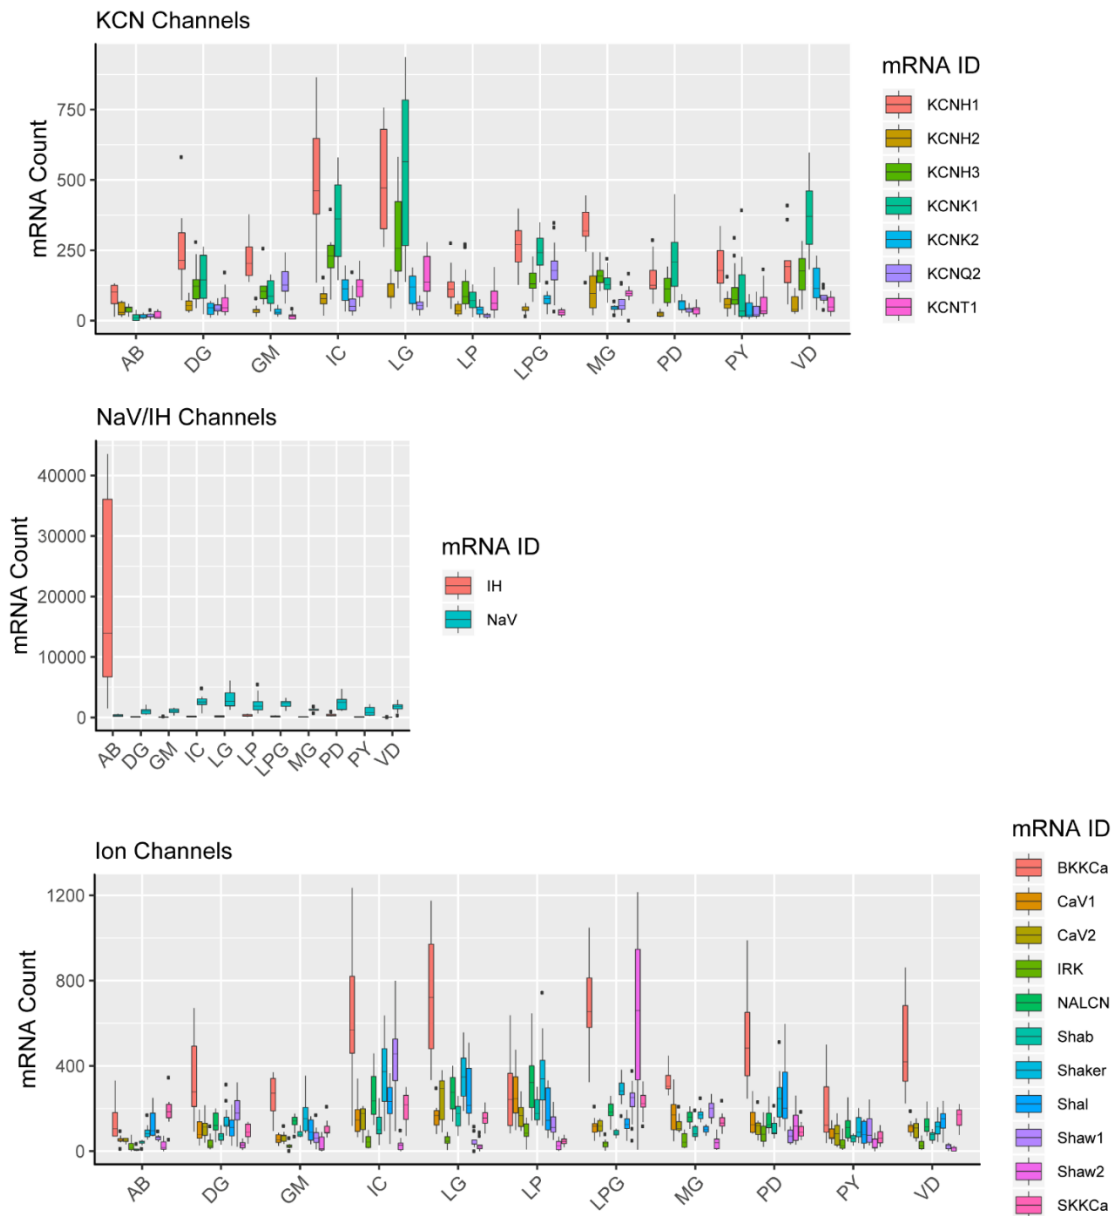 KCN Channels
mRNA Count
750
500
250
0
AB DG GM IC LG LP LPG MG PD PY VD
mRNA ID
KCNH1
KCNH2
KCNH3
KCNK1
KCNK2
KCNQ2
KCNT1
NaV/IH Channels
mRNA Count
40000
30000
20000
10000
0
AB DG GM IC LG LP LPG MG PD PY VD
mRNA ID
IH
NaV
Ion Channels
mRNA Count
1200
800
400
0
AB DG GM IC LG LP LPG MG PD PY VD
mRNA ID
BKKCa
CaV1
CaV2
IRK
NALCN
Shab
Shaker
Shal
Shaw1
Shaw2
SKKCa